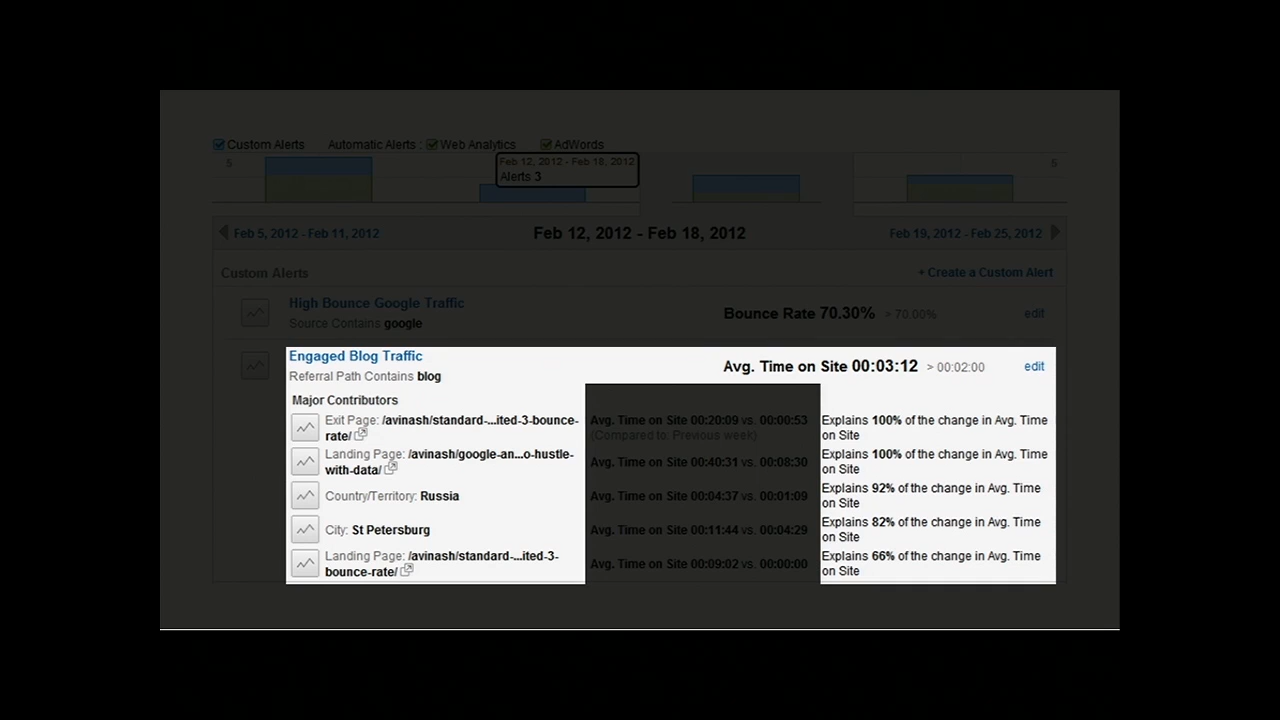 Custom Alerts Automatic Alerts : Web Analytics AdWords
5 Feb 12, 2012 - Feb 18, 2012 5
Alerts 3
Feb 5, 2012 - Feb 11, 2012 Feb 12, 2012 - Feb 18, 2012 Feb 19, 2012 - Feb 25, 2012
Custom Alerts + Create a Custom Alert
High Bounce Google Traffic Bounce Rate 70.30% > 70.00% edit
Source Contains google
Engaged Blog Traffic Avg. Time on Site 00:03:12 > 00:02:00 edit
Referral Path Contains blog
Major Contributors
Exit Page: /avinash/standard-...ited-3-bounce- Avg. Time on Site 00:20:09 vs. 00:00:53 Explains 100% of the change in Avg. Time
rate/ (Compared to: Previous week) on Site
Landing Page: /avinash/google-an...o-hustle- Avg. Time on Site 00:40:31 vs. 00:08:30 Explains 100% of the change in Avg. Time
with-data/ on Site
Country/Territory: Russia Avg. Time on Site 00:04:37 vs. 00:01:09 Explains 92% of the change in Avg. Time
on Site
City: St Petersburg Avg. Time on Site 00:11:44 vs. 00:04:29 Explains 82% of the change in Avg. Time
on Site
Landing Page: /avinash/standard-...ited-3- Avg. Time on Site 00:09:02 vs. 00:00:00 Explains 66% of the change in Avg. Time
bounce-rate/ on Site